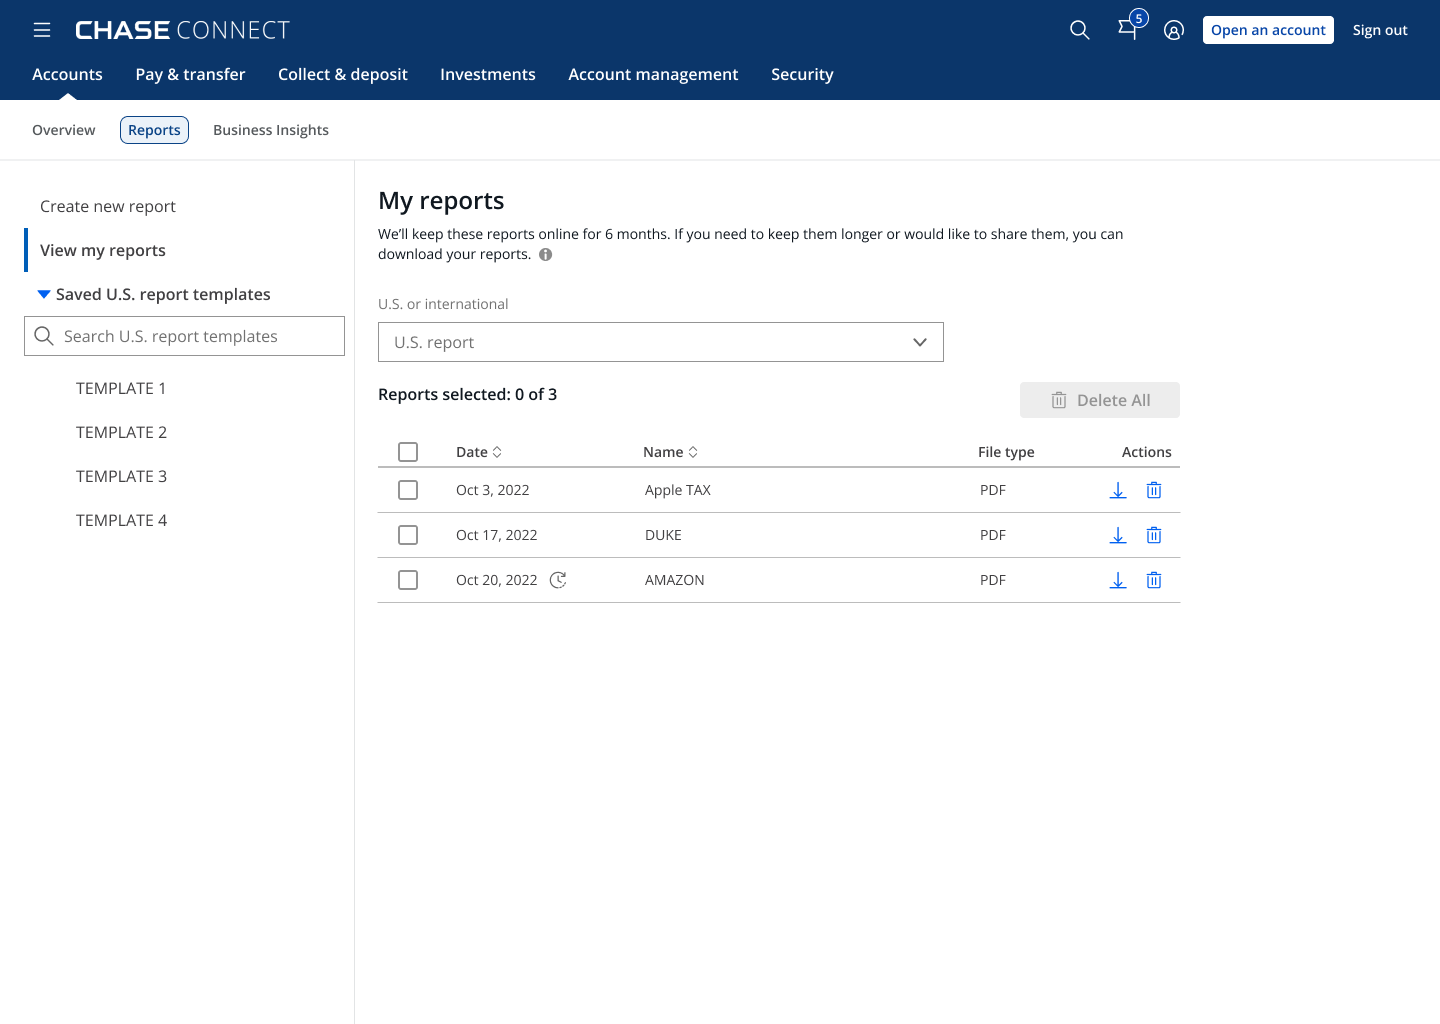 CHASE CONNECT
5
Open an account
Sign out
Accounts
Pay & transfer
Collect & deposit
Investments
Account management
Security
Overview
Reports
Business Insights
Create new report
View my reports
Saved U.S. report templates
Search U.S. report templates
TEMPLATE 1
TEMPLATE 2
TEMPLATE 3
TEMPLATE 4
My reports
We'll keep these reports online for 6 months. If you need to keep them longer or would like to share them, you can
download your reports.
U.S. or international
U.S. report
Reports selected: 0 of 3
Delete All
Date Name File type Actions
Oct 3, 2022 Apple TAX PDF
Oct 17, 2022 DUKE PDF
Oct 20, 2022 AMAZON PDF